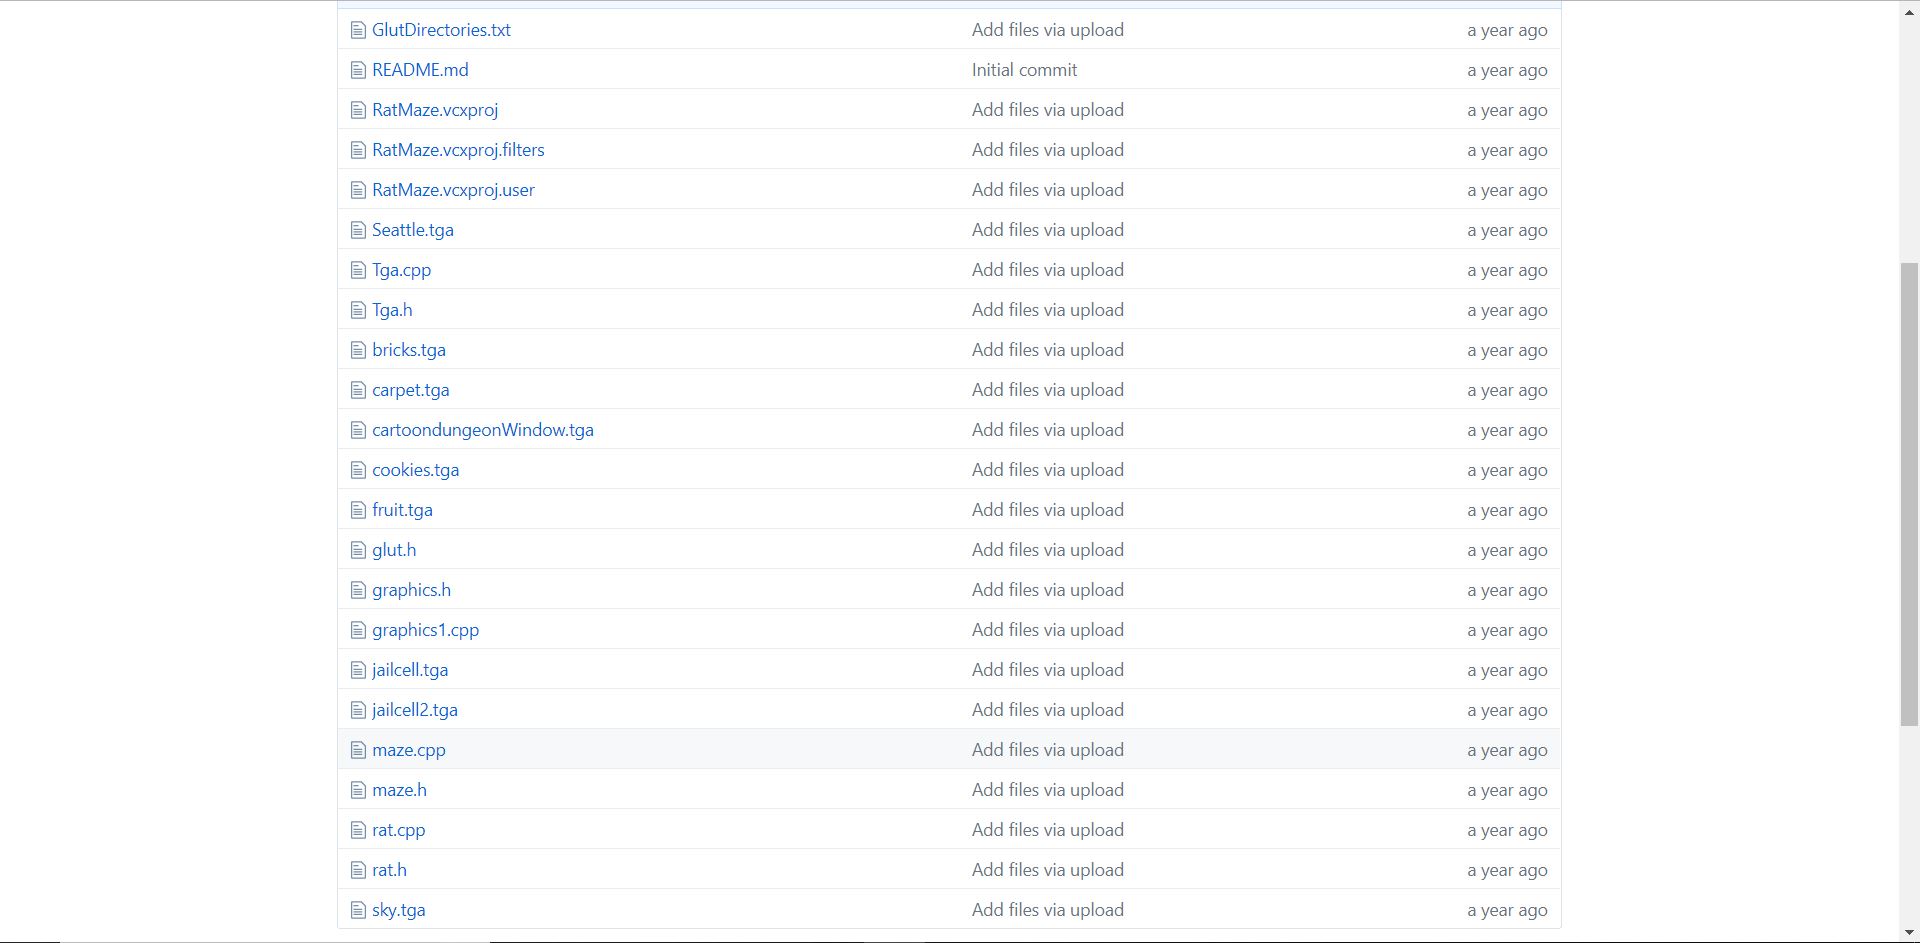 GlutDirectories.txt Add files via upload a year ago
README.md Initial commit a year ago
RatMaze.vcxproj Add files via upload a year ago
RatMaze.vcxproj.filters Add files via upload a year ago
RatMaze.vcxproj.user Add files via upload a year ago
Seattle.tga Add files via upload a year ago
Tga.cpp Add files via upload a year ago
Tga.h Add files via upload a year ago
bricks.tga Add files via upload a year ago
carpet.tga Add files via upload a year ago
cartoondungeonWindow.tga Add files via upload a year ago
cookies.tga Add files via upload a year ago
fruit.tga Add files via upload a year ago
glut.h Add files via upload a year ago
graphics.h Add files via upload a year ago
graphics1.cpp Add files via upload a year ago
jailcell.tga Add files via upload a year ago
jailcell2.tga Add files via upload a year ago
maze.cpp Add files via upload a year ago
maze.h Add files via upload a year ago
rat.cpp Add files via upload a year ago
rat.h Add files via upload a year ago
sky.tga Add files via upload a year ago